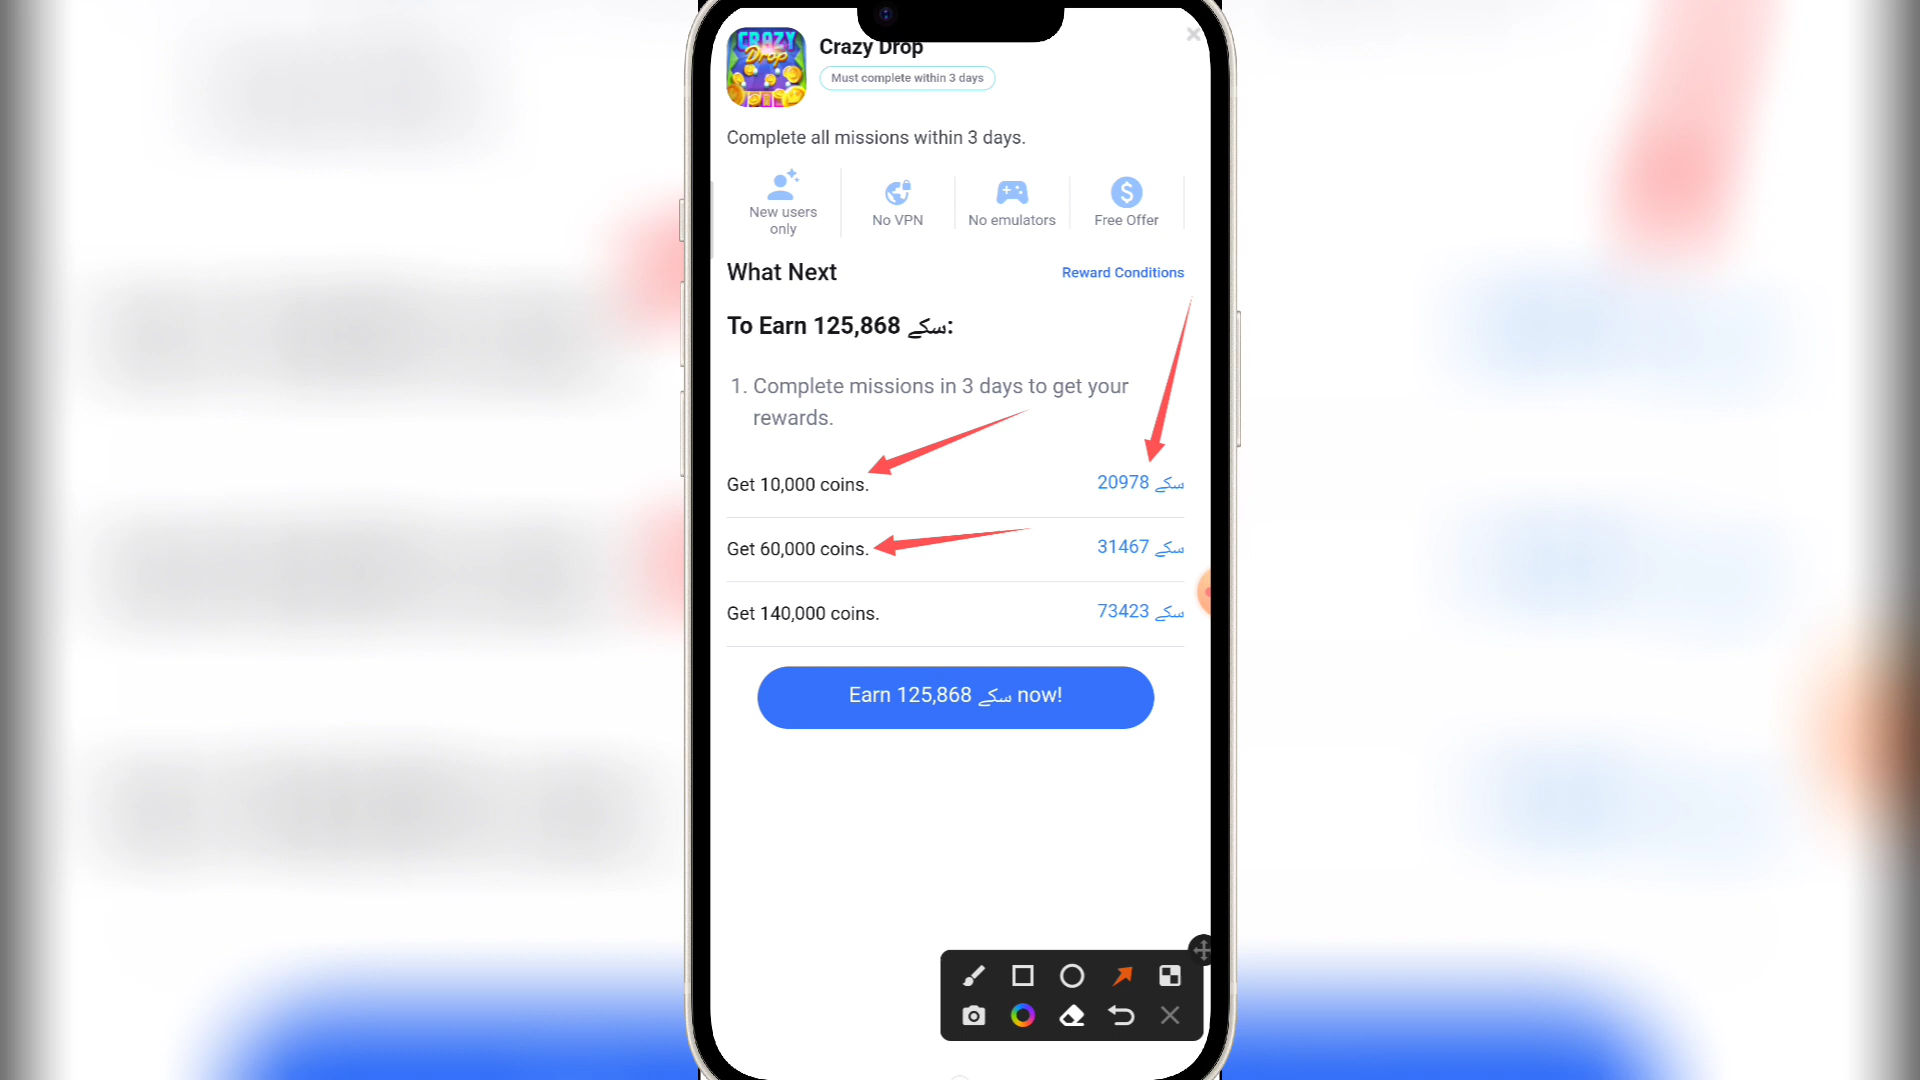 CRAZY
Drop
Crazy Drop
Must complete within 3 days
Complete all missions within 3 days.
New users
only
No VPN
No emulators
Free Offer
What Next
Reward Conditions
To Earn 125,868 سکے:
1. Complete missions in 3 days to get your
rewards.
Get 10,000 coins.
20978 سکے
Get 60,000 coins.
31467 سکے
Get 140,000 coins.
73423 سکے
Earn 125,868 سکے now!